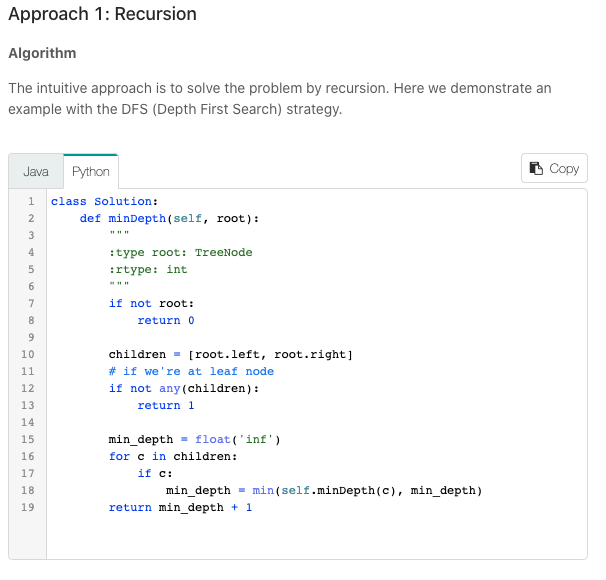 Approach 1: Recursion
Algorithm
The intuitive approach is to solve the problem by recursion. Here we demonstrate an
example with the DFS (Depth First Search) strategy.
Java Python Copy
1 class Solution:
2     def minDepth(self, root):
3         """
4         :type root: TreeNode
5         :rtype: int
6         """
7         if not root:
8             return 0
9
10         children = [root.left, root.right]
11         # if we're at leaf node
12         if not any(children):
13             return 1
14
15         min_depth = float('inf')
16         for c in children:
17             if c:
18                 min_depth = min(self.minDepth(c), min_depth)
19         return min_depth + 1